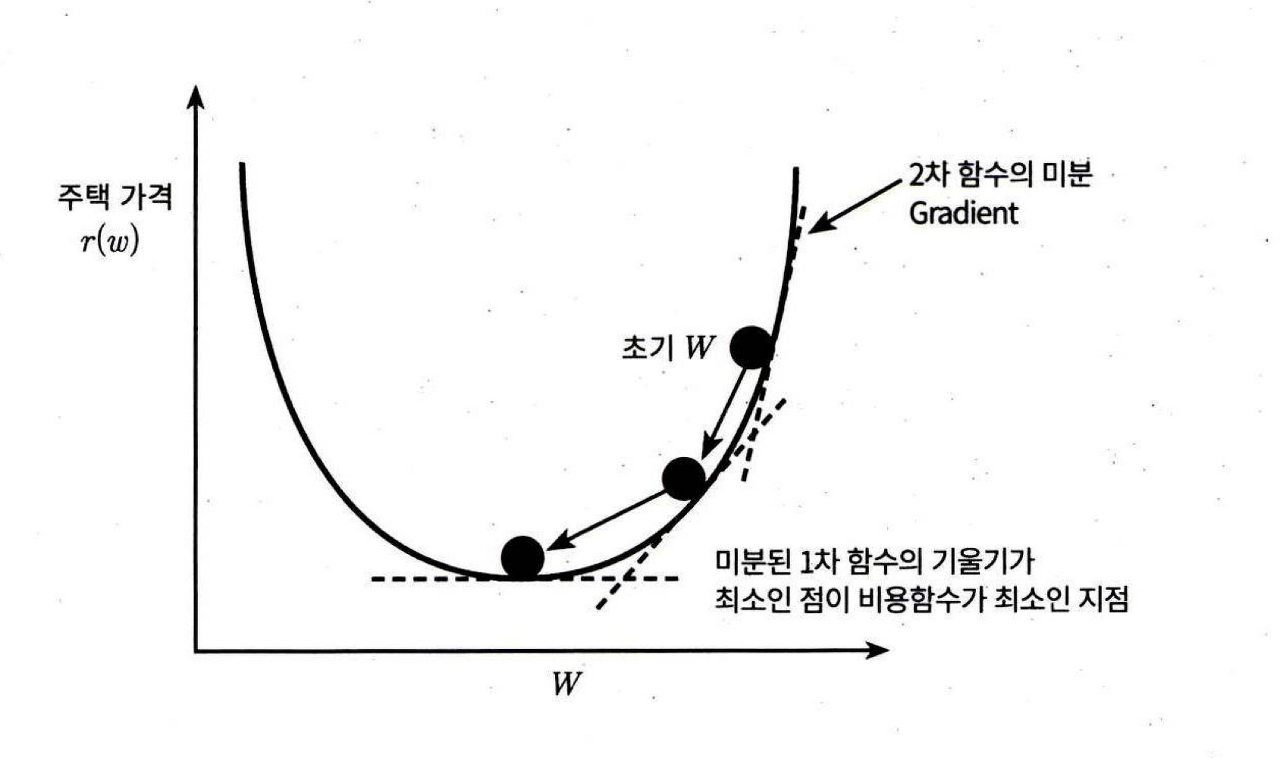 주택 가격
r(w)
2차 함수의 미분
Gradient
초기 W
미분된 1차 함수의 기울기가
최소인 점이 비용함수가 최소인 지점
W